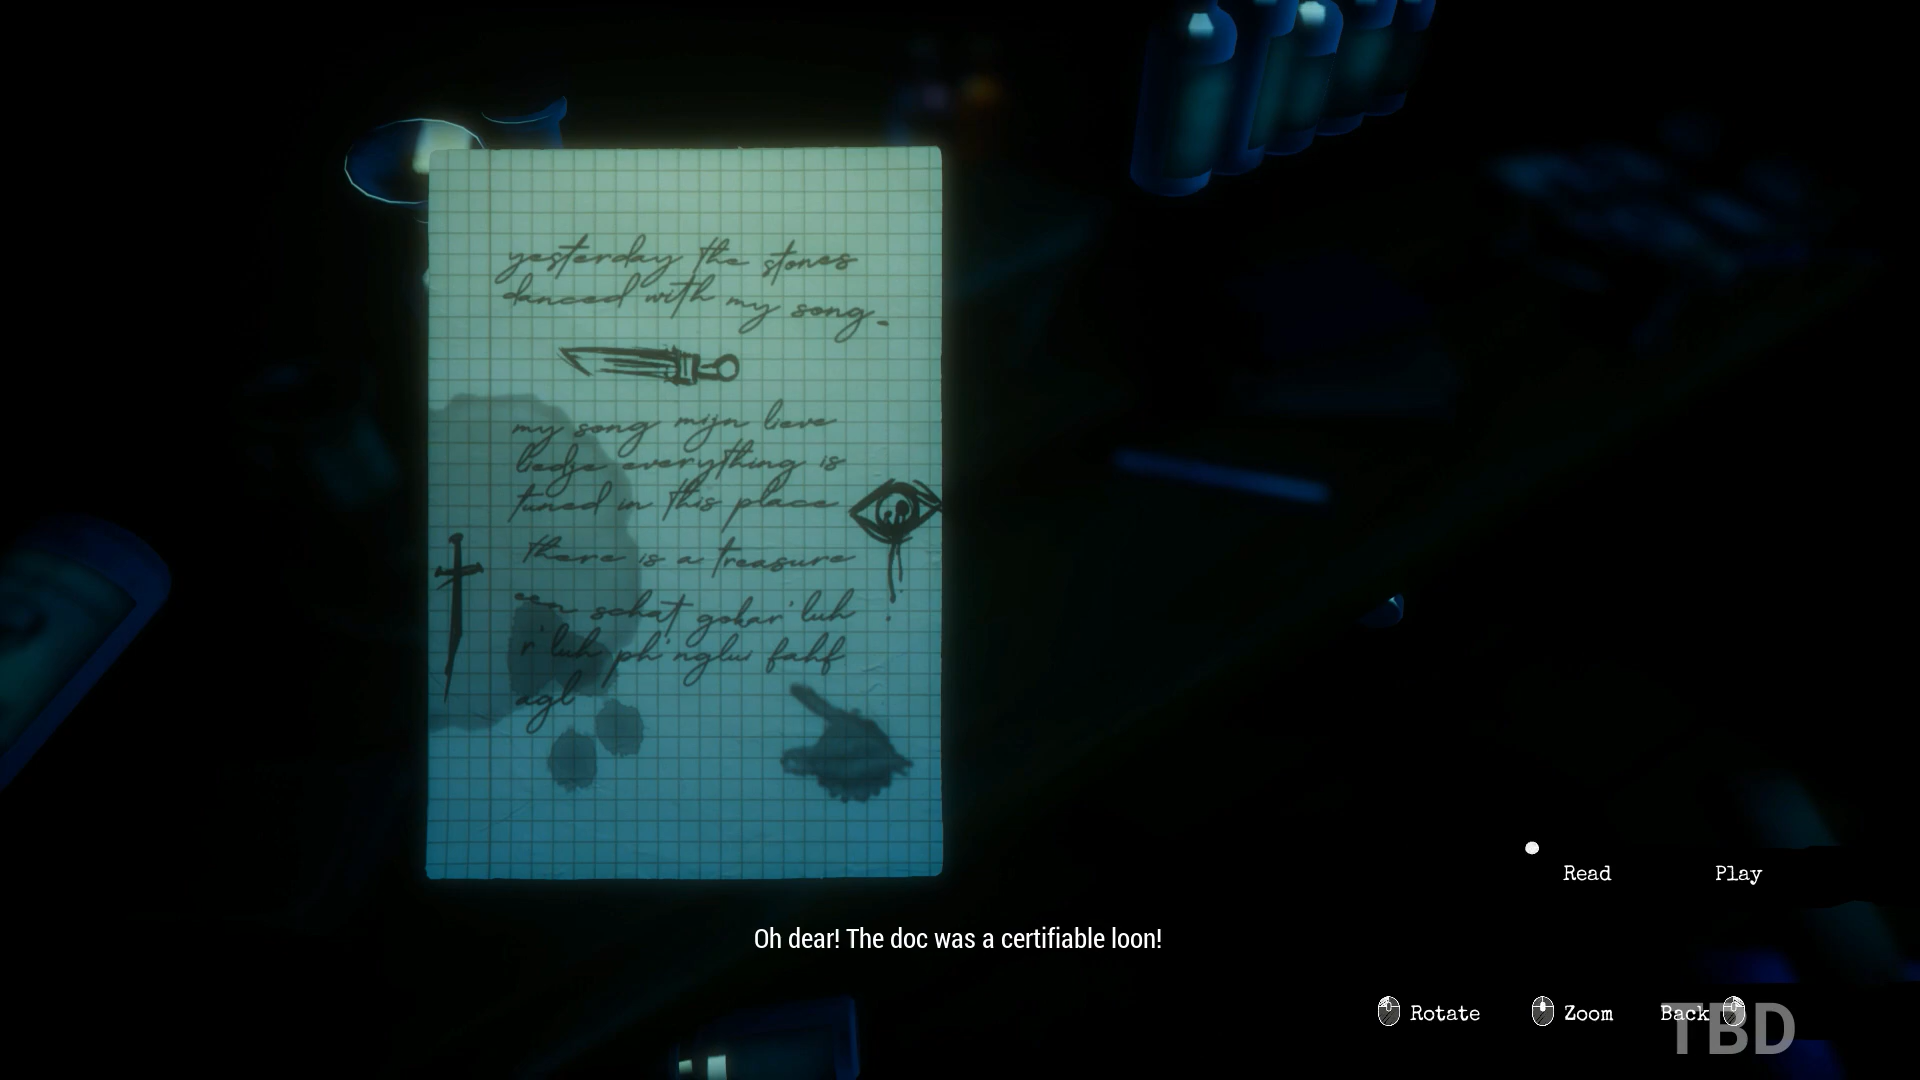 yesterday the stones
danced with my song.
my song mijn lieve
liedje everything is
tuned in this place
there is a treasure
een schat gokar'luh
r'luh ph'nglui fahf
agl
Read
Play
Oh dear! The doc was a certifiable loon!
Rotate
Zoom
Back
TBD